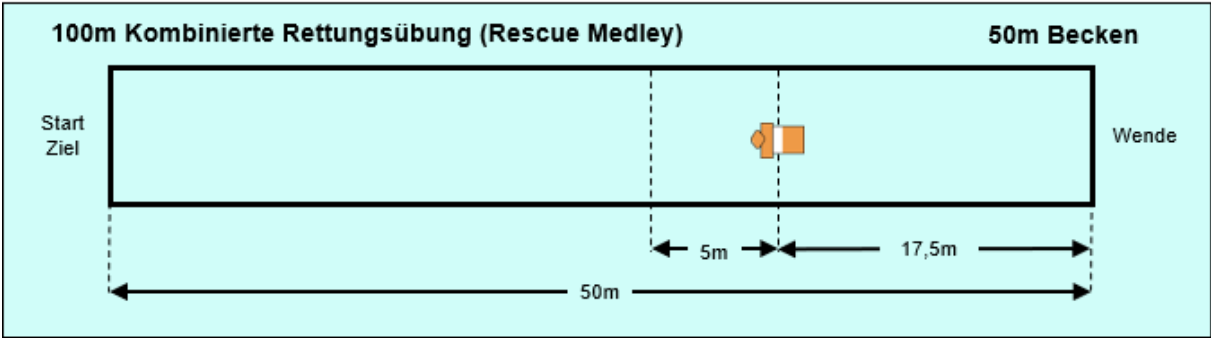 100m Kombinierte Rettungsübung (Rescue Medley)
50m Becken
Start
Ziel
Wende
5m
17,5m
50m